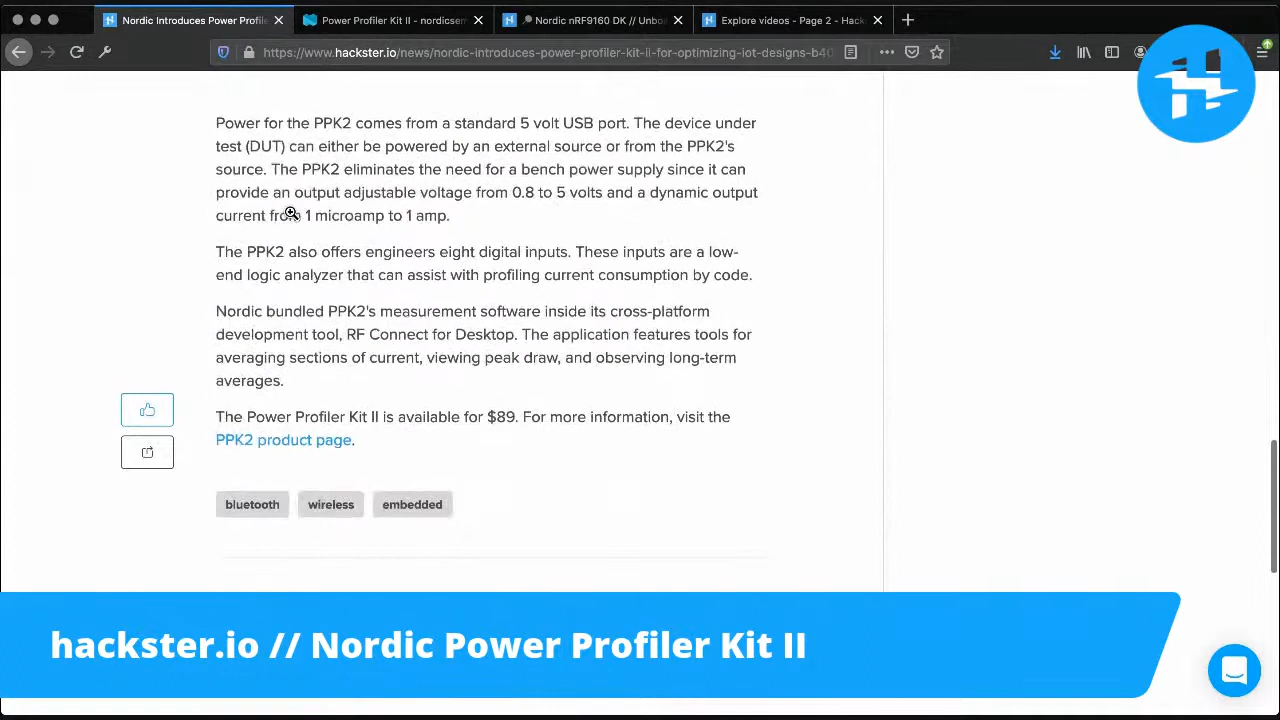 Nordic Introduces Power Profile
Power Profiler Kit II - nordicsem
Nordic nRF9160 DK // Unbo
Explore videos - Page 2 - Hack
https://www.hackster.io/news/nordic-introduces-power-profiler-kit-ii-for-optimizing-iot-designs-b40
Power for the PPK2 comes from a standard 5 volt USB port. The device under
test (DUT) can either be powered by an external source or from the PPK2's
source. The PPK2 eliminates the need for a bench power supply since it can
provide an output adjustable voltage from 0.8 to 5 volts and a dynamic output
current from 1 microamp to 1 amp.
The PPK2 also offers engineers eight digital inputs. These inputs are a low-
end logic analyzer that can assist with profiling current consumption by code.
Nordic bundled PPK2's measurement software inside its cross-platform
development tool, RF Connect for Desktop. The application features tools for
averaging sections of current, viewing peak draw, and observing long-term
averages.
The Power Profiler Kit II is available for $89. For more information, visit the
PPK2 product page.
bluetooth
wireless
embedded
hackster.io // Nordic Power Profiler Kit II